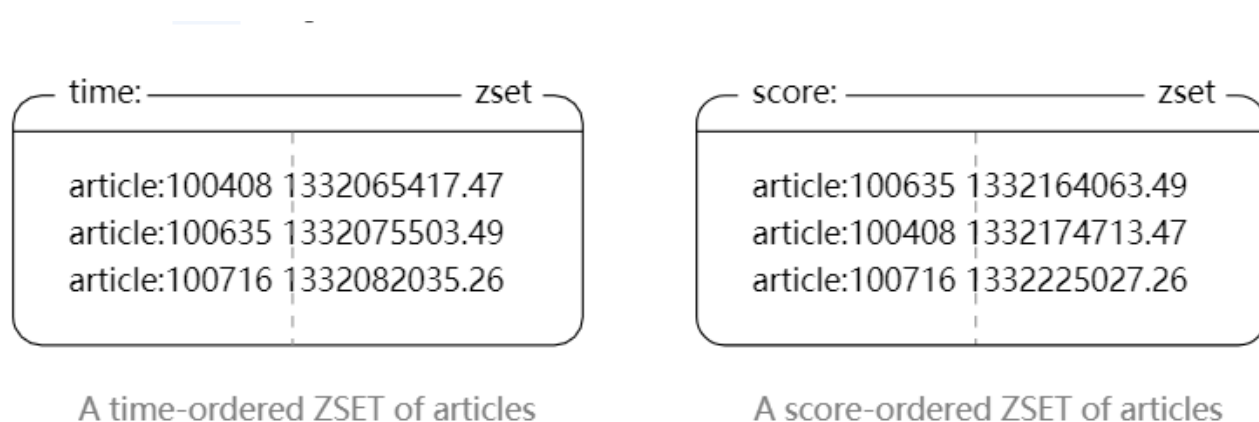 time: zset
article:100408 1332065417.47
article:100635 1332075503.49
article:100716 1332082035.26
A time-ordered ZSET of articles
score: zset
article:100635 1332164063.49
article:100408 1332174713.47
article:100716 1332225027.26
A score-ordered ZSET of articles